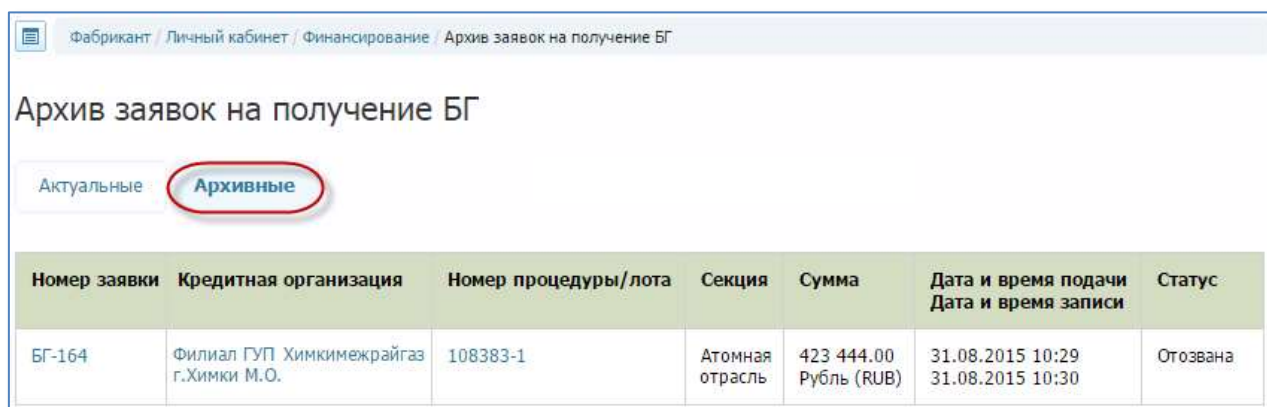 Фабрикант / Личный кабинет / Финансирование / Архив заявок на получение БГ
Архив заявок на получение БГ
Актуальные Архивные
Номер заявки Кредитная организация Номер процедуры/лота Секция Сумма Дата и время подачи Статус
Дата и время записи
БГ-164 Филиал ГУП Химкимежрайгаз 108383-1 Атомная 423 444.00 31.08.2015 10:29 Отозвана
г.Химки М.О. отрасль Рубль (RUB) 31.08.2015 10:30